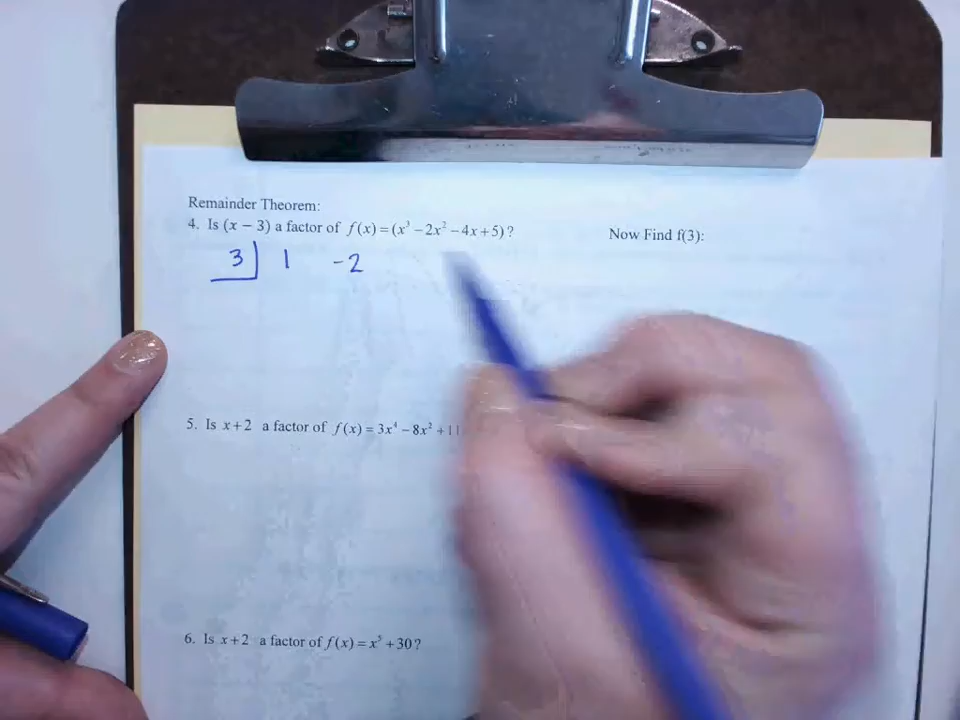 Remainder Theorem:
4. Is (x − 3) a factor of f(x) = (x³ − 2x² − 4x + 5)?
Now Find f(3):
3 1 -2
5. Is x + 2 a factor of f(x) = 3x⁴ − 8x² + 11
6. Is x + 2 a factor of f(x) = x⁵ + 30?